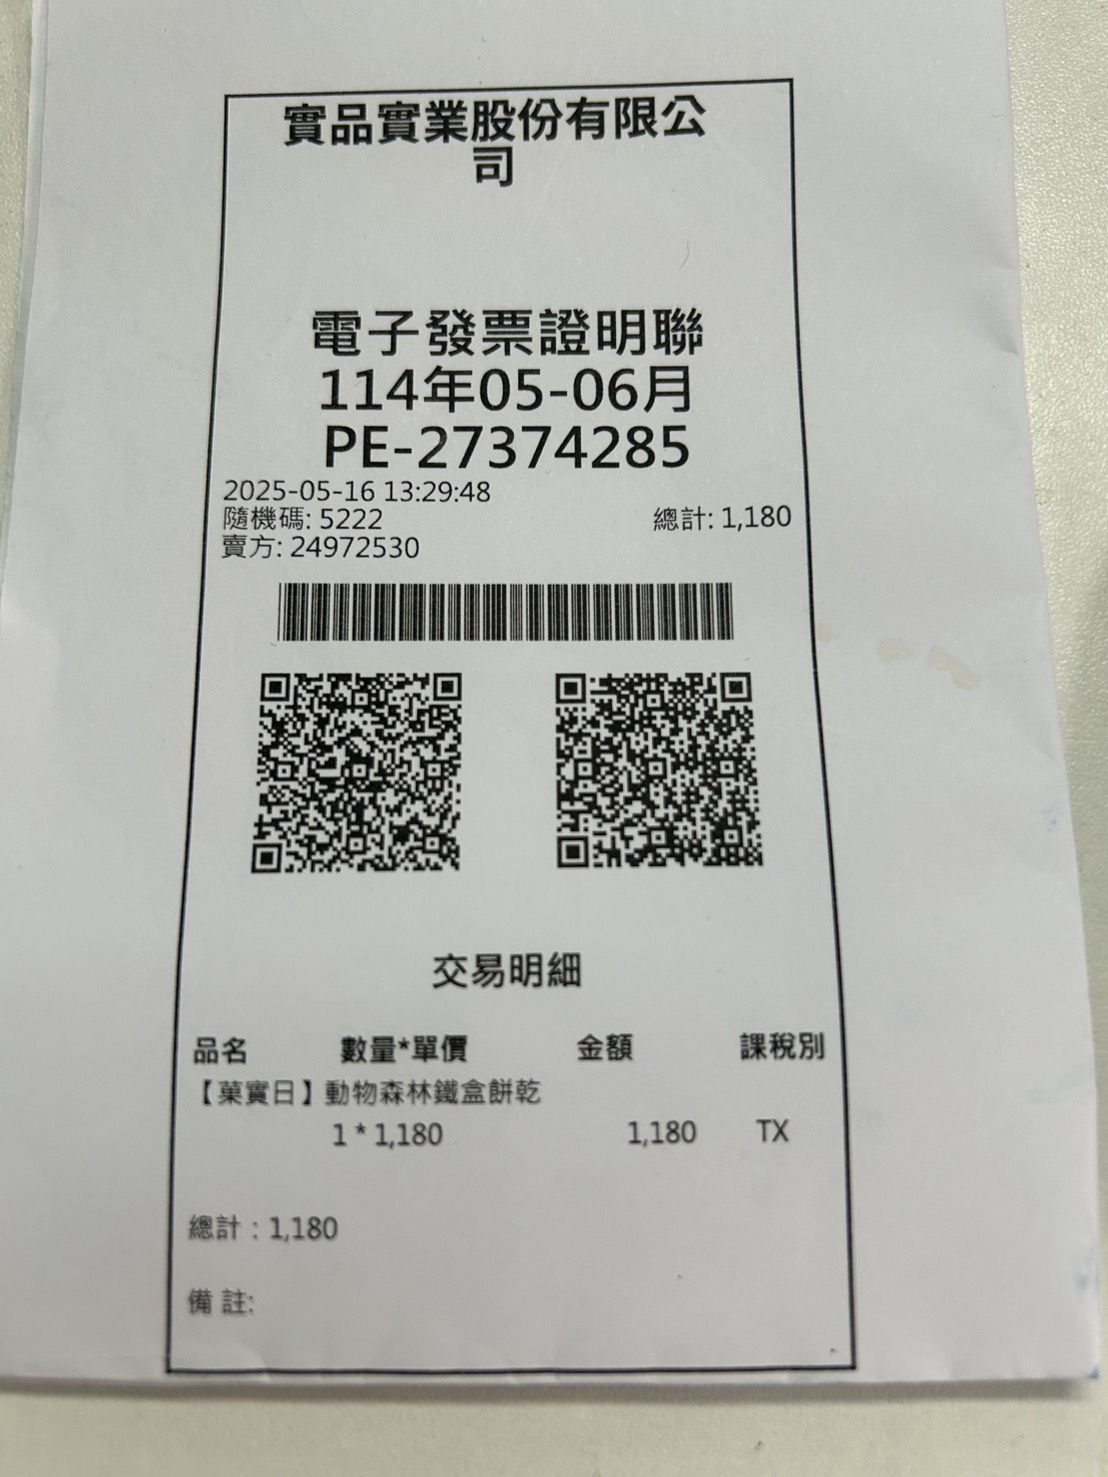 實品實業股份有限公
司
電子發票證明聯
114年05-06月
PE-27374285
2025-05-16 13:29:48
隨機碼: 5222 總計: 1,180
賣方: 24972530
交易明細
品名 數量*單價 金額 課稅別
【菓實日】動物森林鐵盒餅乾
1 * 1,180 1,180 TX
總計：1,180
備 註: